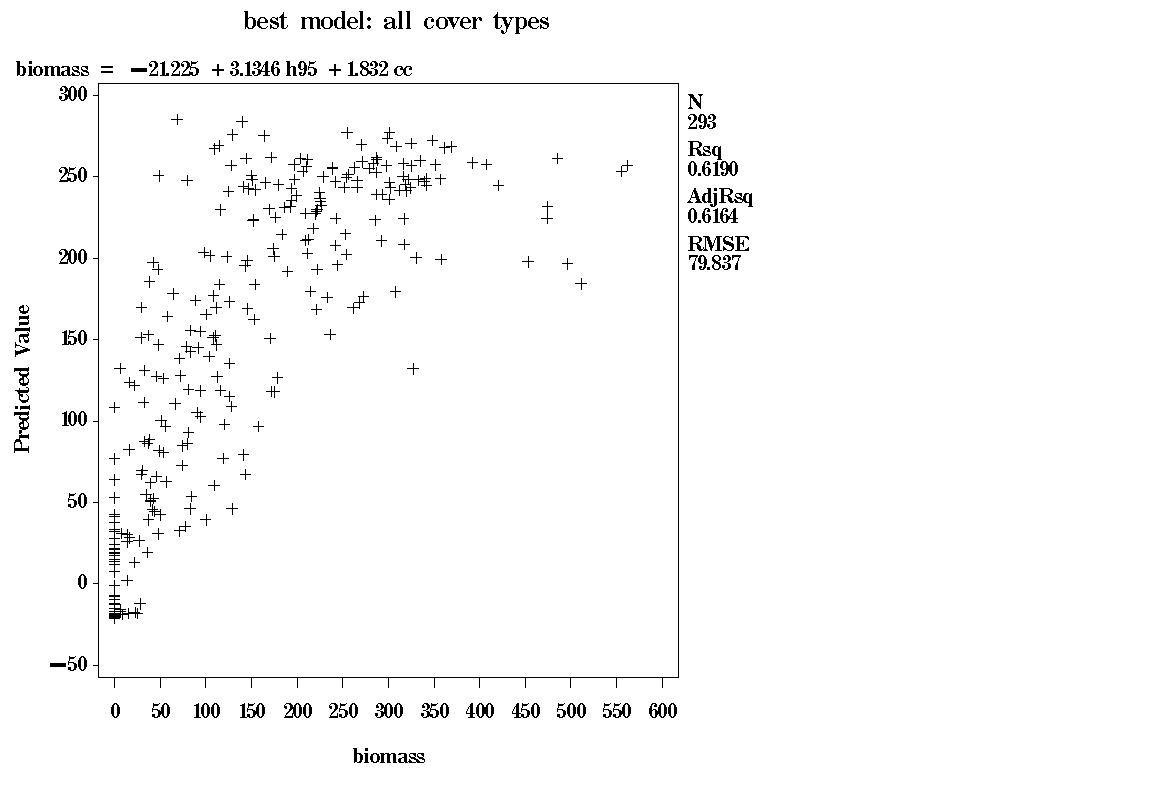 best model: all cover types
biomass = −21.225 + 3.1346 h95 + 1.832 cc
N
293
Rsq
0.6190
AdjRsq
0.6164
RMSE
79.837
300
250
200
150
100
50
0
−50
Predicted Value
0 50 100 150 200 250 300 350 400 450 500 550 600
biomass